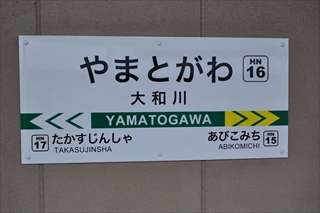 やまとがわ
HN
16
大和川
YAMATOGAWA
HN
17
たかすじんしゃ
TAKASUJINSHA
あびこみち
ABIKOMICHI
HN
15